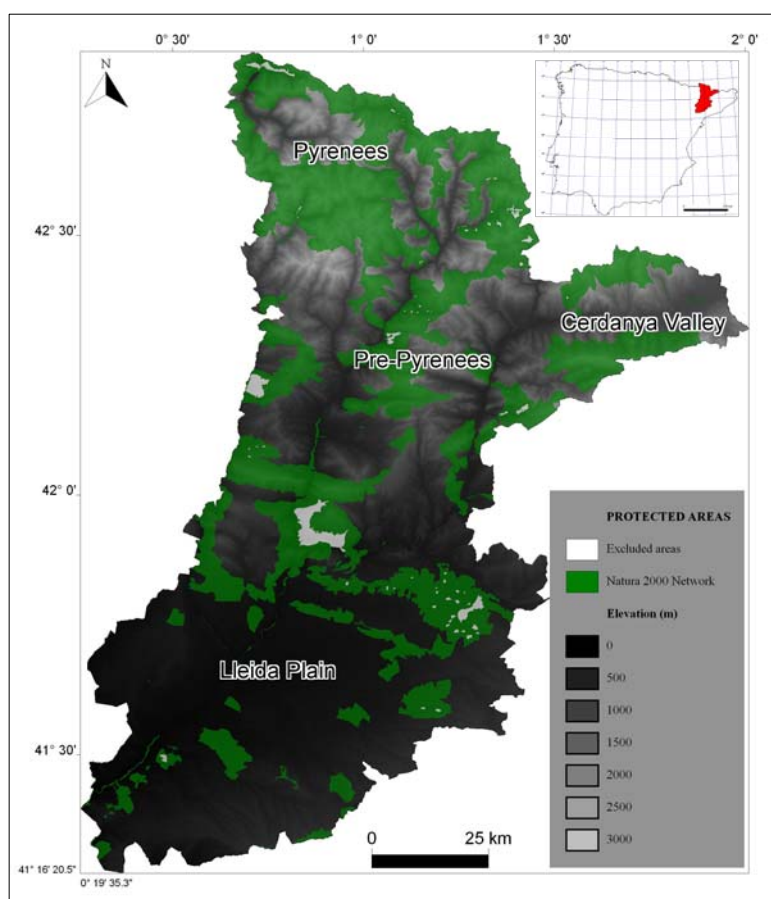 0° 30' 1° 0' 1° 30' 2° 0'
N
Pyrenees
42° 30'
Cerdanya Valley
Pre-Pyrenees
42° 0'
PROTECTED AREAS
Excluded areas
Natura 2000 Network
Elevation (m)
0
500
1000
1500
2000
2500
3000
Lleida Plain
41° 30'
0 25 km
41° 16' 20.5"
0° 19' 35.3"